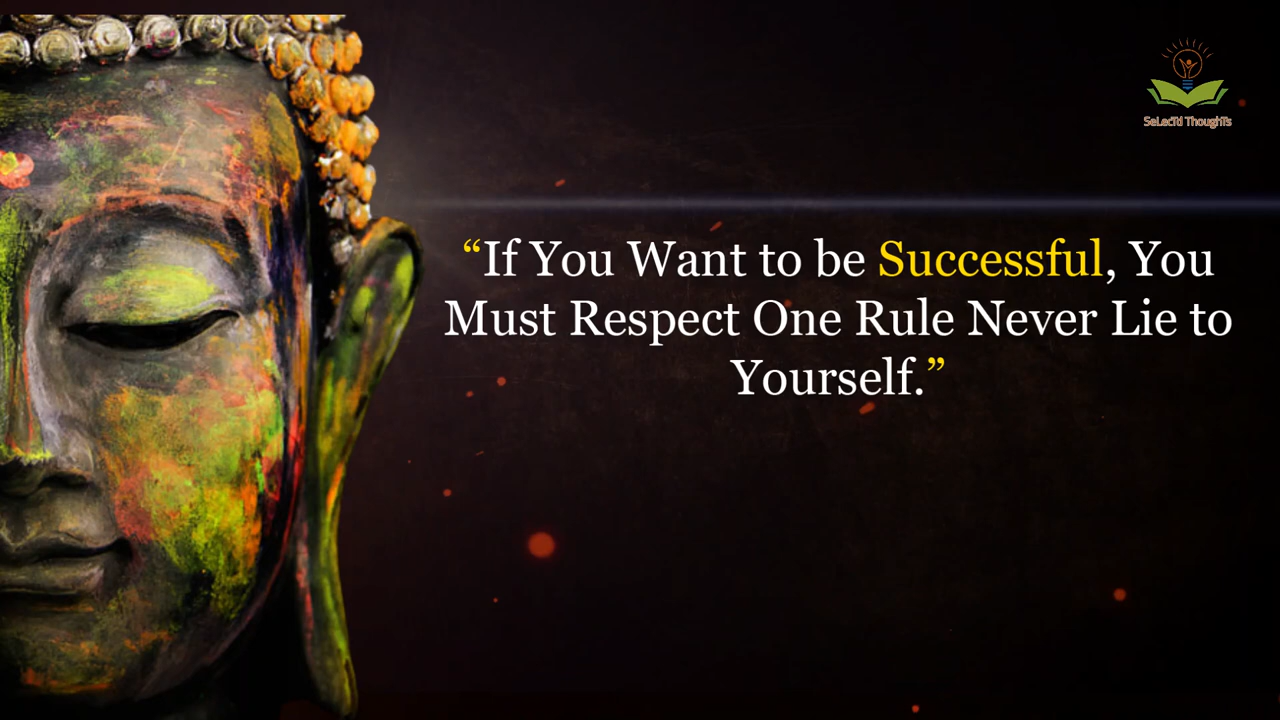 SeLecTd ThoughTs
“If You Want to be Successful, You
Must Respect One Rule Never Lie to
Yourself.”